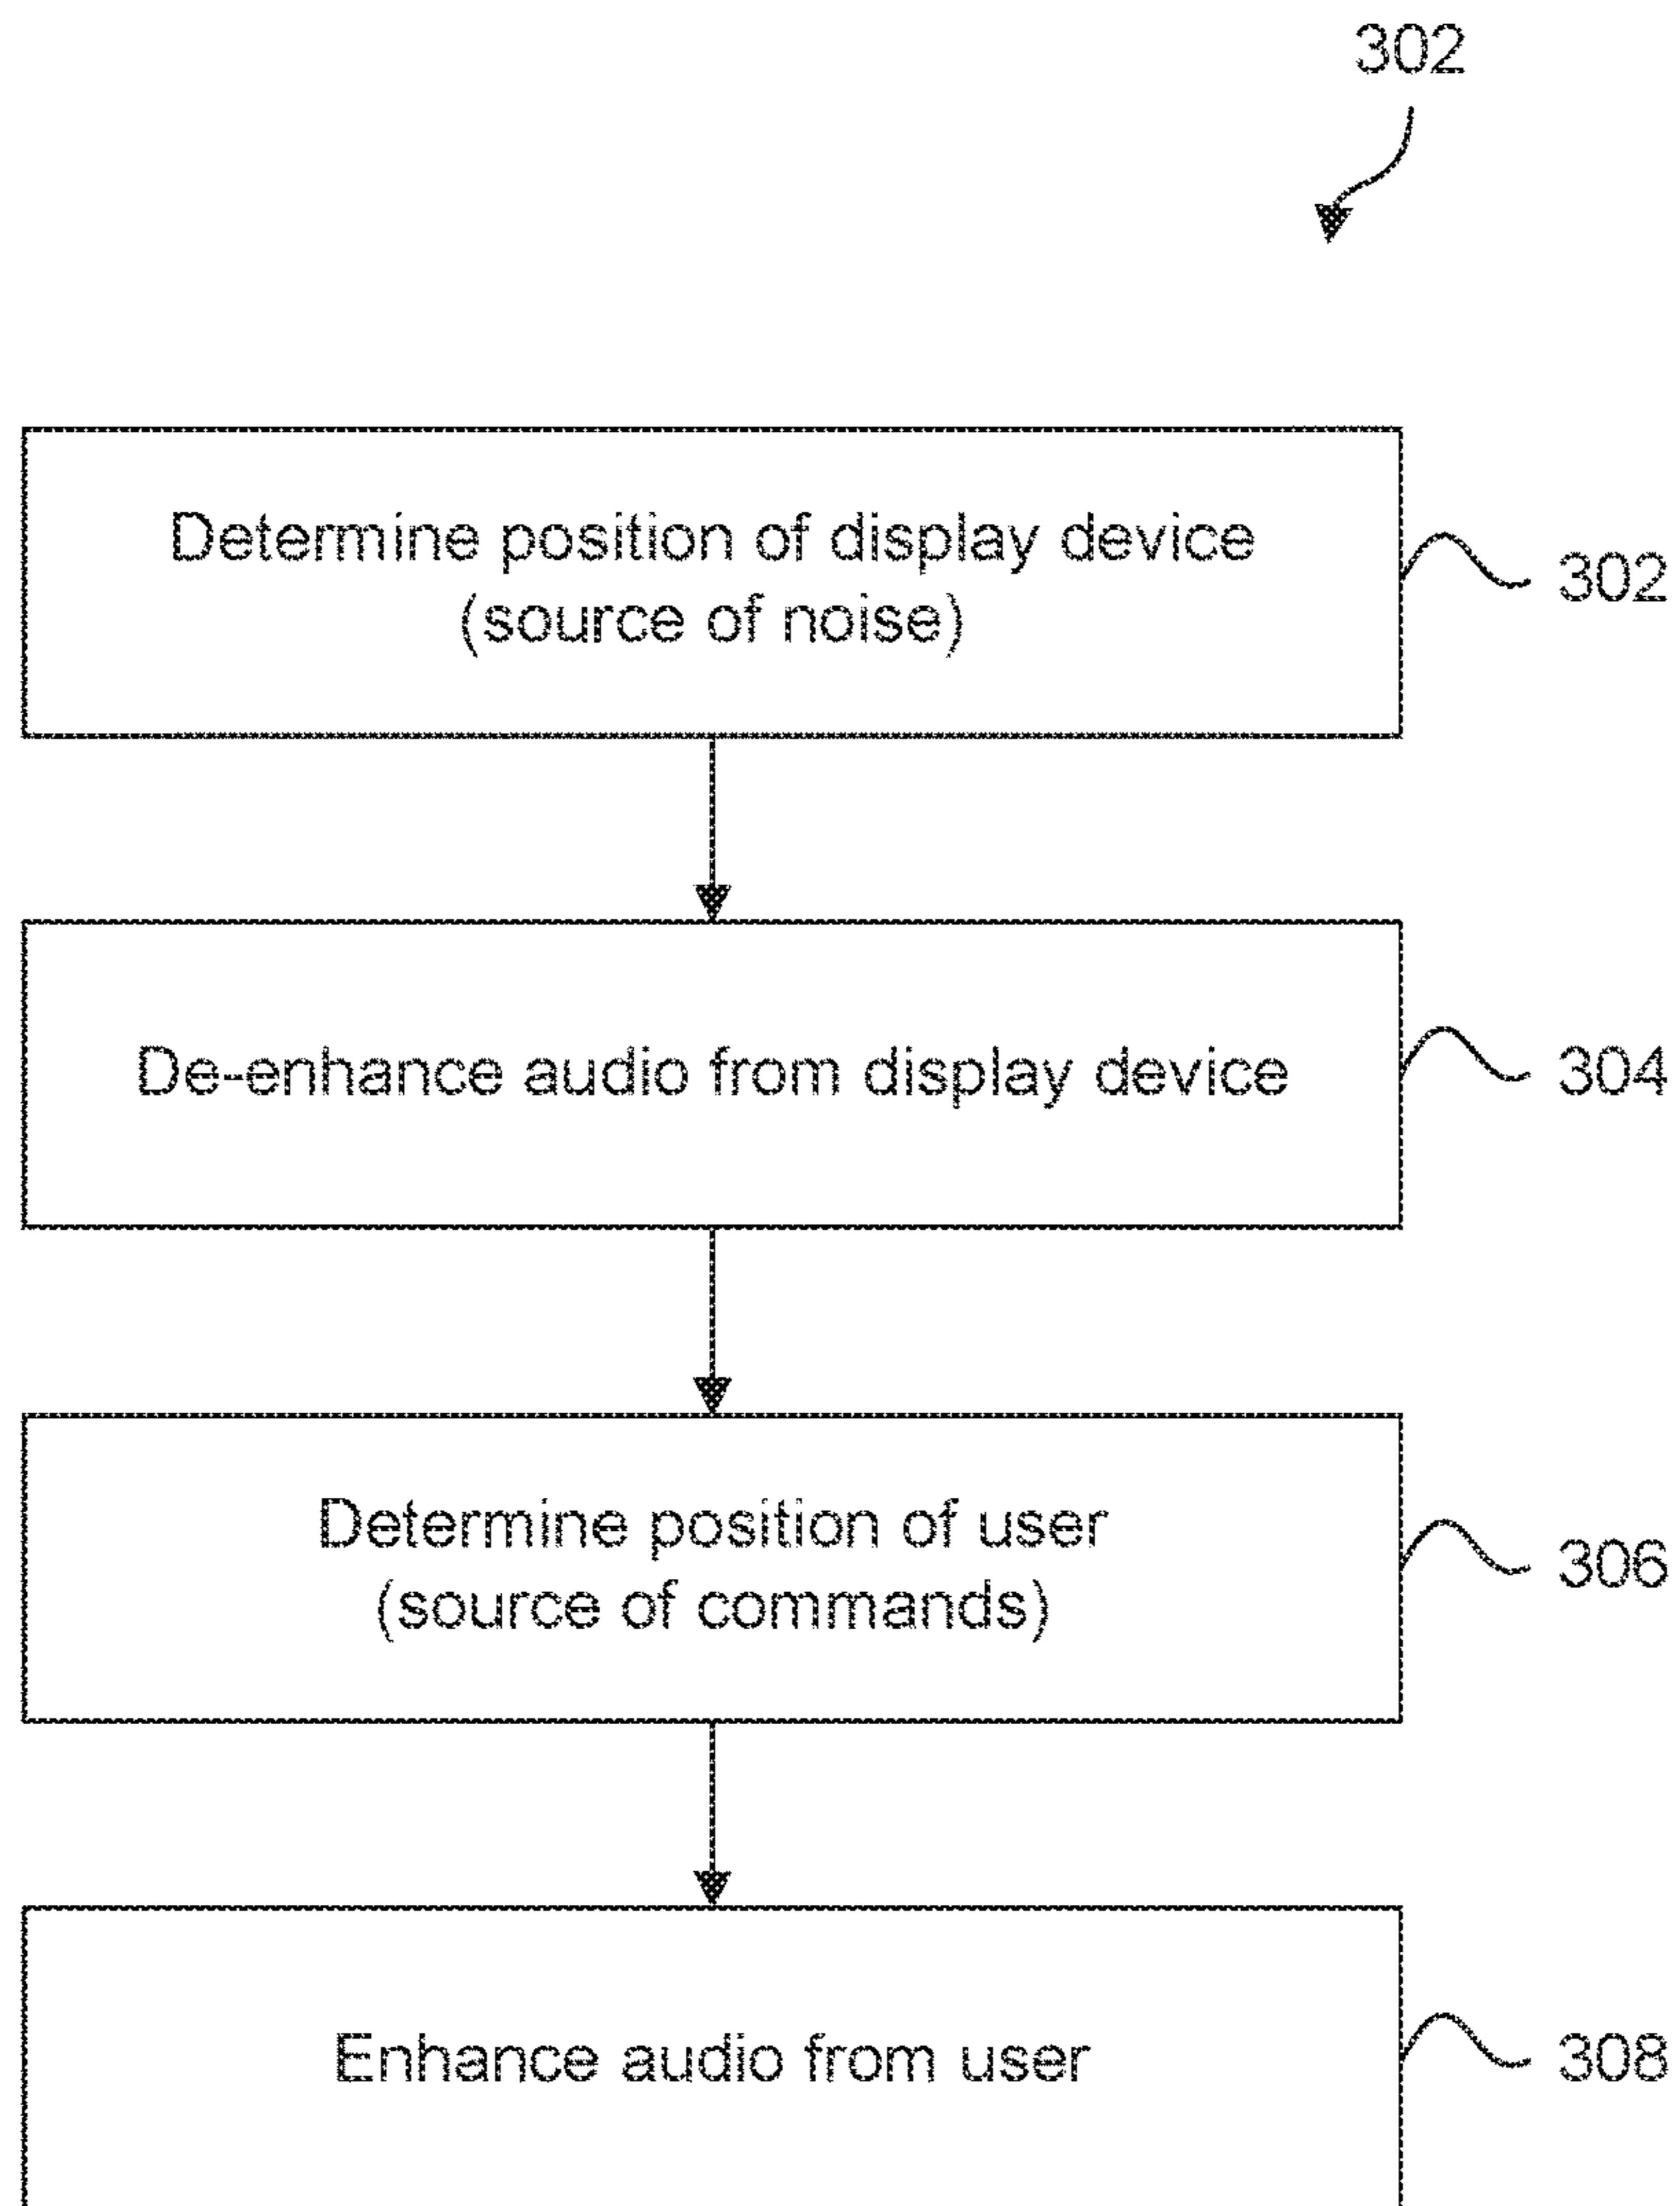 302
Determine position of display device
(source of noise)
302
De-enhance audio from display device
304
Determine position of user
(source of commands)
306
Enhance audio from user
308